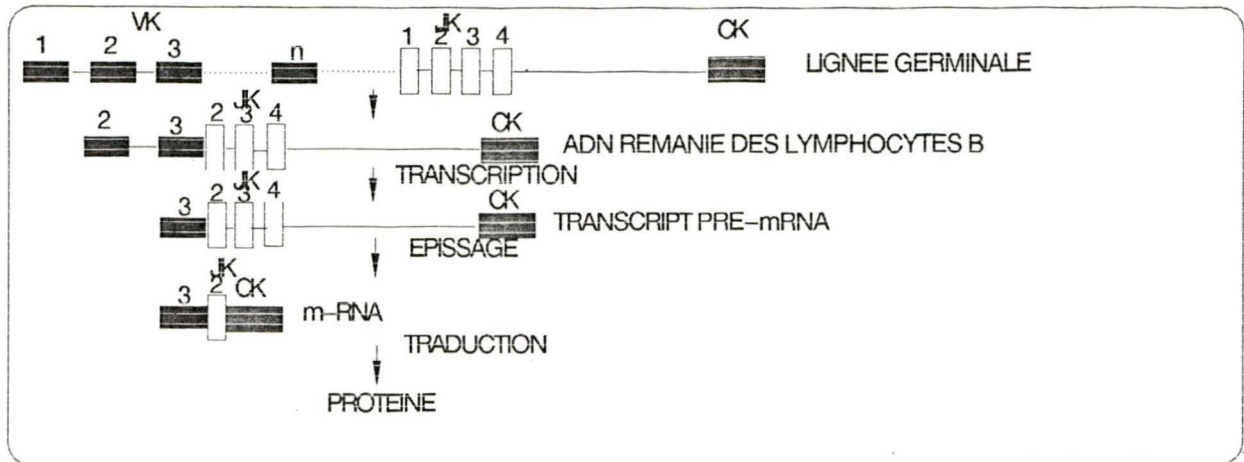 VK JK CK
1 2 3 n 1 2 3 4 LIGNEE GERMINALE
JK
2 3 2 3 4 CK ADN REMANIE DES LYMPHOCYTES B
TRANSCRIPTION
JK
3 2 3 4 CK TRANSCRIPT PRE-mRNA
EPISSAGE
JK
3 2 CK m-RNA
TRADUCTION
PROTEINE